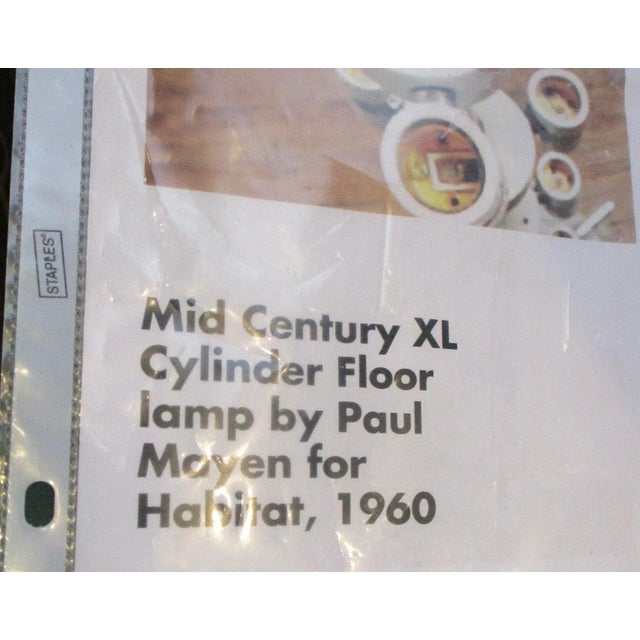 STAPLES®
Mid Century XL
Cylinder Floor
lamp by Paul
Mayen for
Habitat, 1960